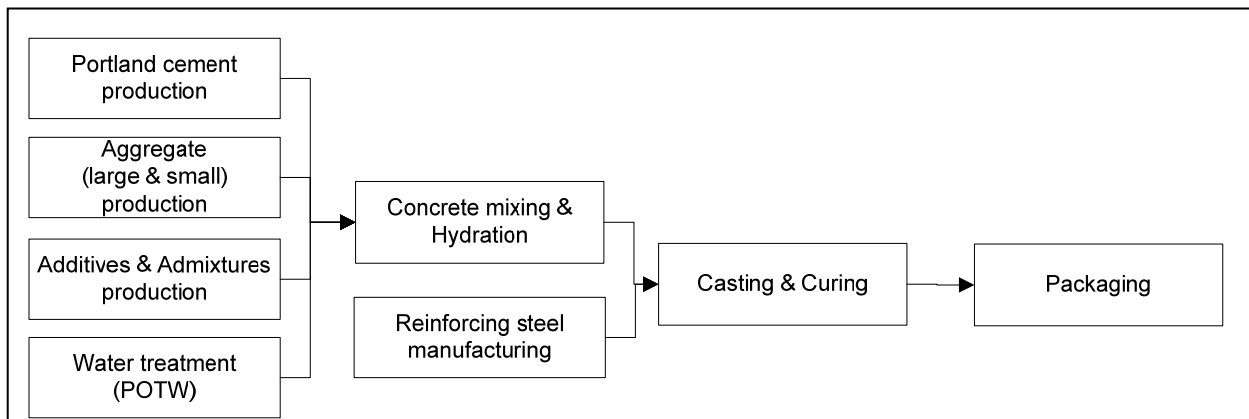 Portland cement
production
Aggregate
(large & small)
production
Additives & Admixtures
production
Water treatment
(POTW)
Concrete mixing &
Hydration
Reinforcing steel
manufacturing
Casting & Curing
Packaging